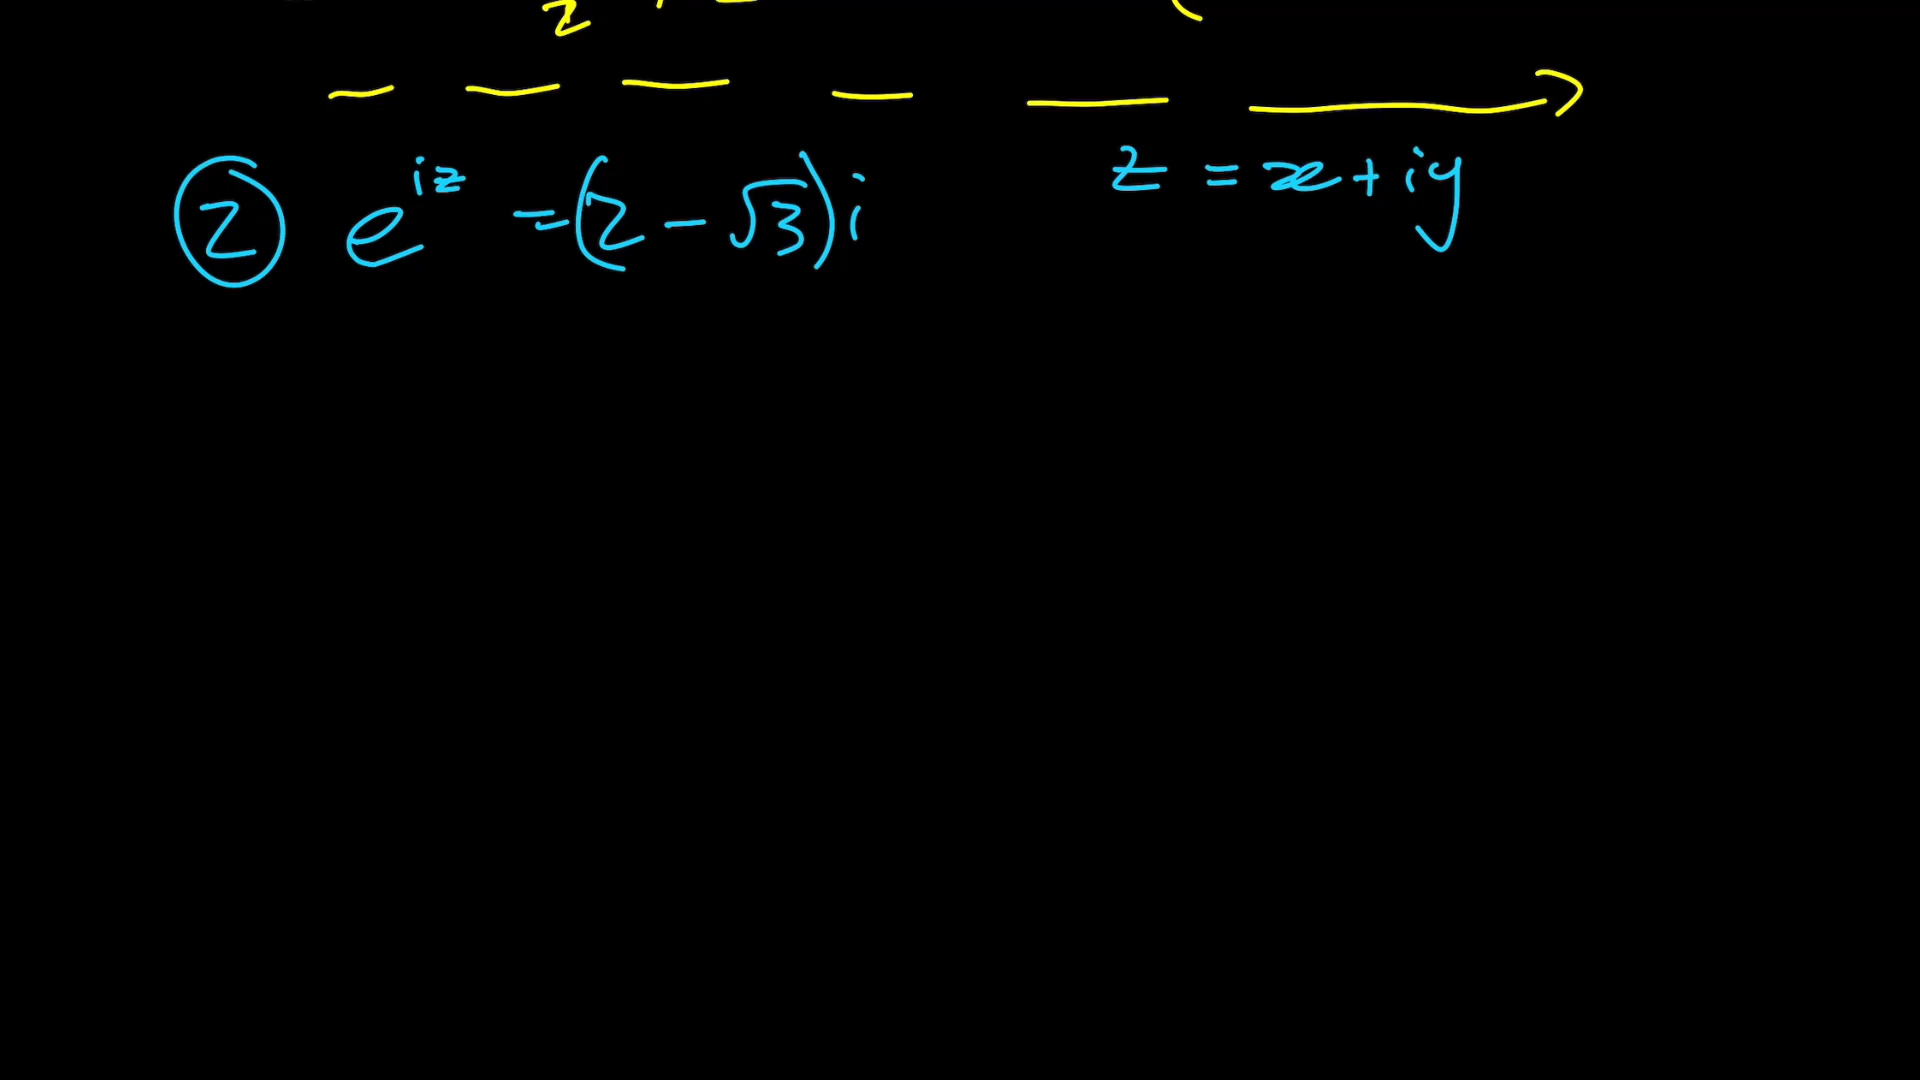 ② e^{iz} = (2 - √3) i z = x + iy